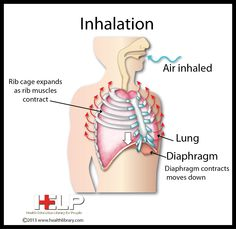 Inhalation
Air inhaled
Rib cage expands
as rib muscles
contract
Lung
Diaphragm
Diaphragm contracts
moves down
HELP
Health Education Library for People
©2013 www.healthlibrary.com